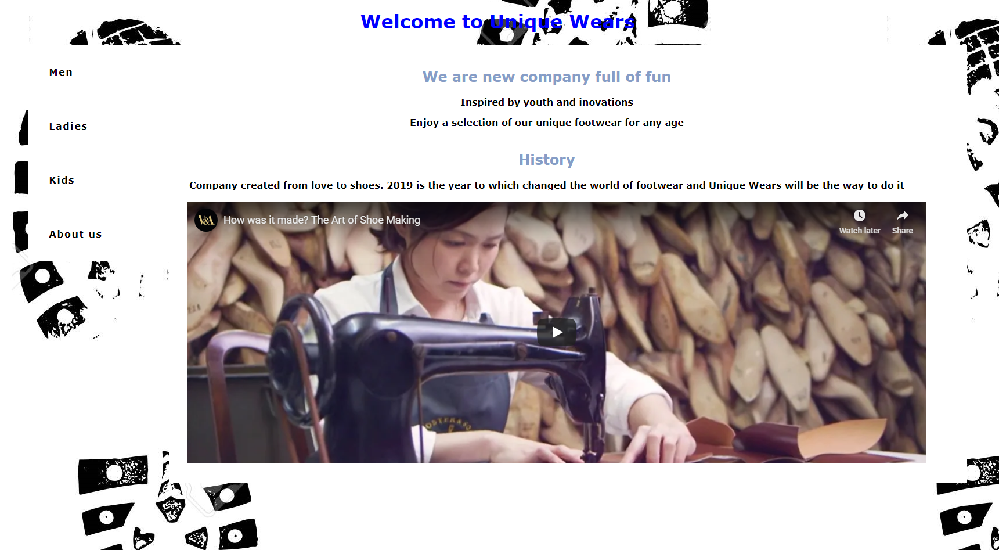 Welcome to Unique Wears
Men
Ladies
Kids
About us
We are new company full of fun
Inspired by youth and inovations
Enjoy a selection of our unique footwear for any age
History
Company created from love to shoes. 2019 is the year to which changed the world of footwear and Unique Wears will be the way to do it
V&A
How was it made? The Art of Shoe Making
Watch later
Share